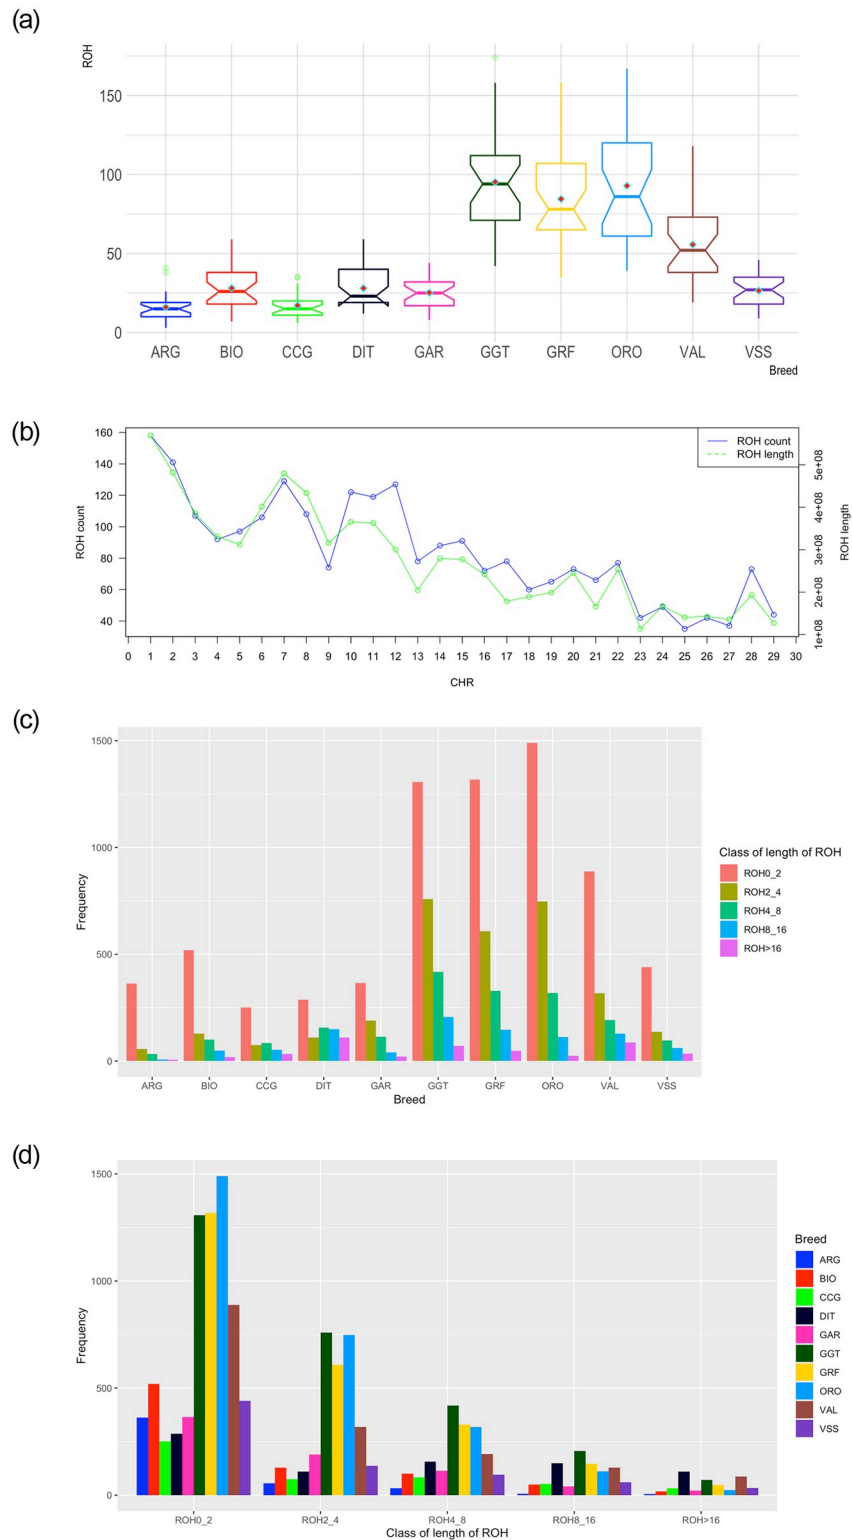 (a)
ROH
150
100
50
0
ARG BIO CCG DIT GAR GGT GRF ORO VAL VSS
Breed
(b)
ROH count
160
140
120
100
80
60
40
ROH count
ROH length
5e+08
4e+08
3e+08
2e+08
1e+08
ROH length
0 1 2 3 4 5 6 7 8 9 10 11 12 13 14 15 16 17 18 19 20 21 22 23 24 25 26 27 28 29 30
CHR
(c)
Frequency
1500
1000
500
0
ARG BIO CCG DIT GAR GGT GRF ORO VAL VSS
Breed
Class of length of ROH
ROH0_2
ROH2_4
ROH4_8
ROH8_16
ROH>16
(d)
Frequency
1500
1000
500
0
ROH0_2 ROH2_4 ROH4_8 ROH8_16 ROH>16
Class of length of ROH
Breed
ARG
BIO
CCG
DIT
GAR
GGT
GRF
ORO
VAL
VSS